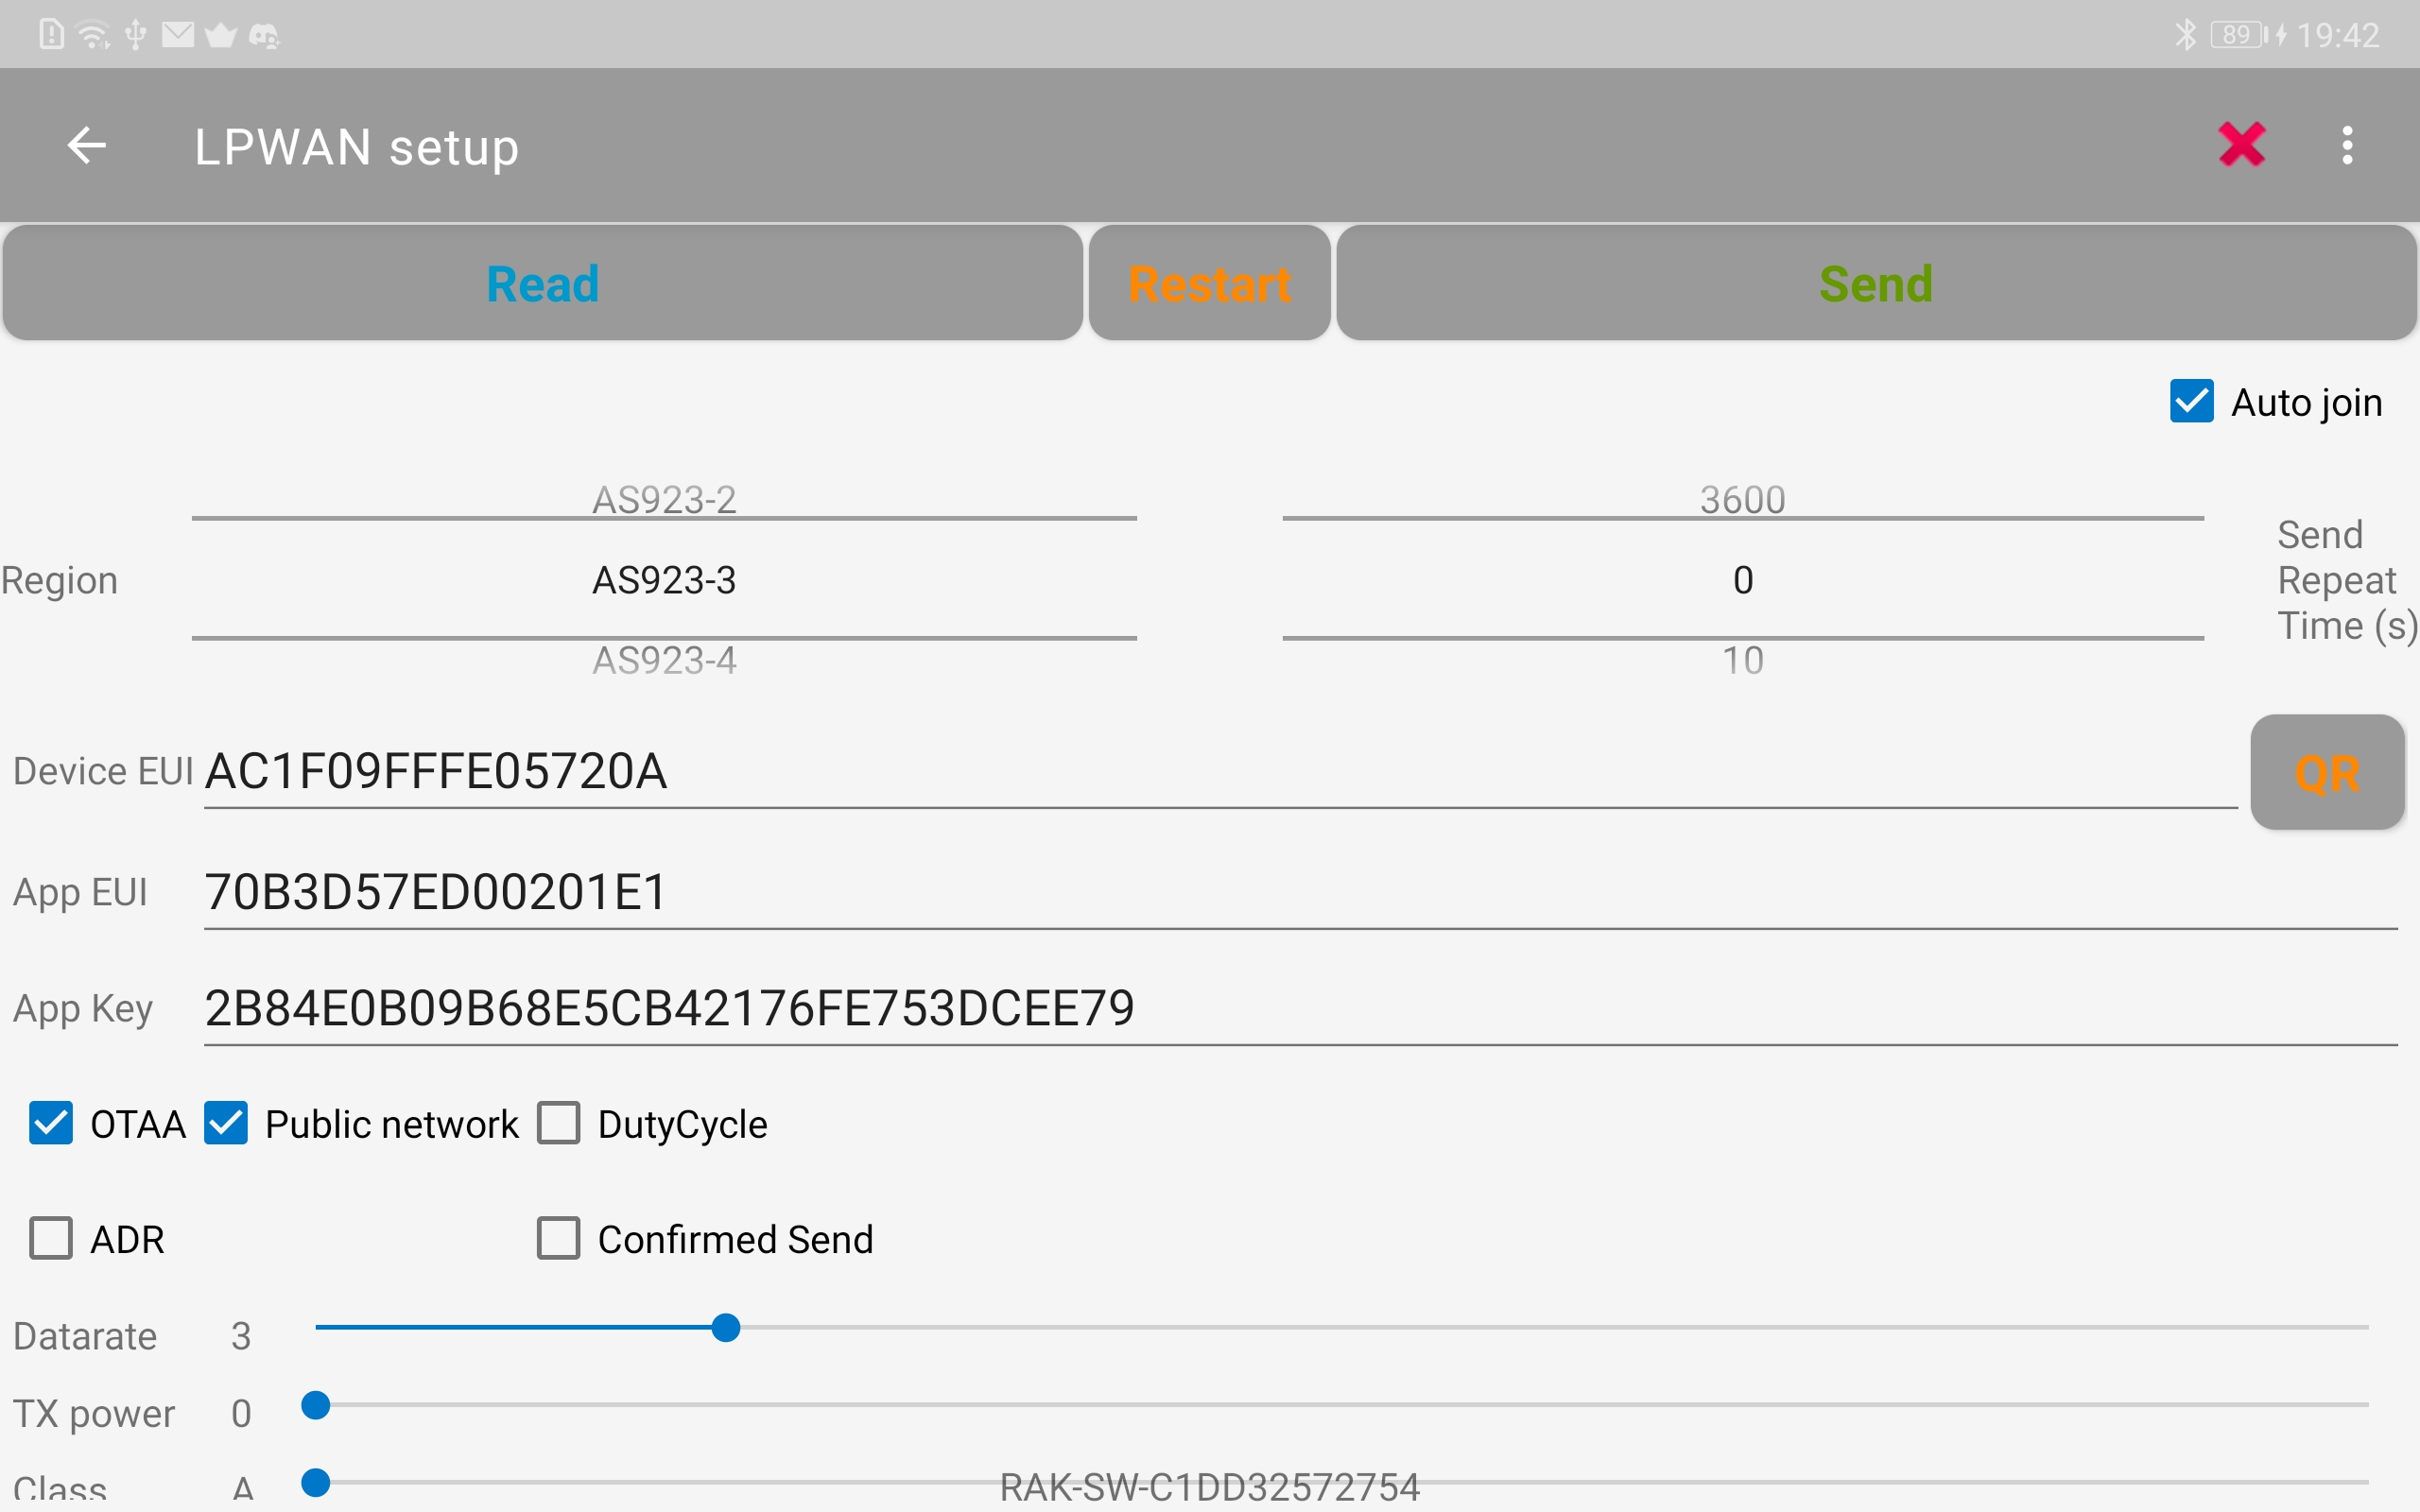 89 19:42
LPWAN setup
Read Restart Send
Auto join
AS923-2 3600
Region AS923-3 0 Send Repeat Time (s)
AS923-4 10
Device EUI AC1F09FFFE05720A QR
App EUI 70B3D57ED00201E1
App Key 2B84E0B09B68E5CB42176FE753DCEE79
OTAA Public network DutyCycle
ADR Confirmed Send
Datarate 3
TX power 0
Class A RAK-SW-C1DD32572754